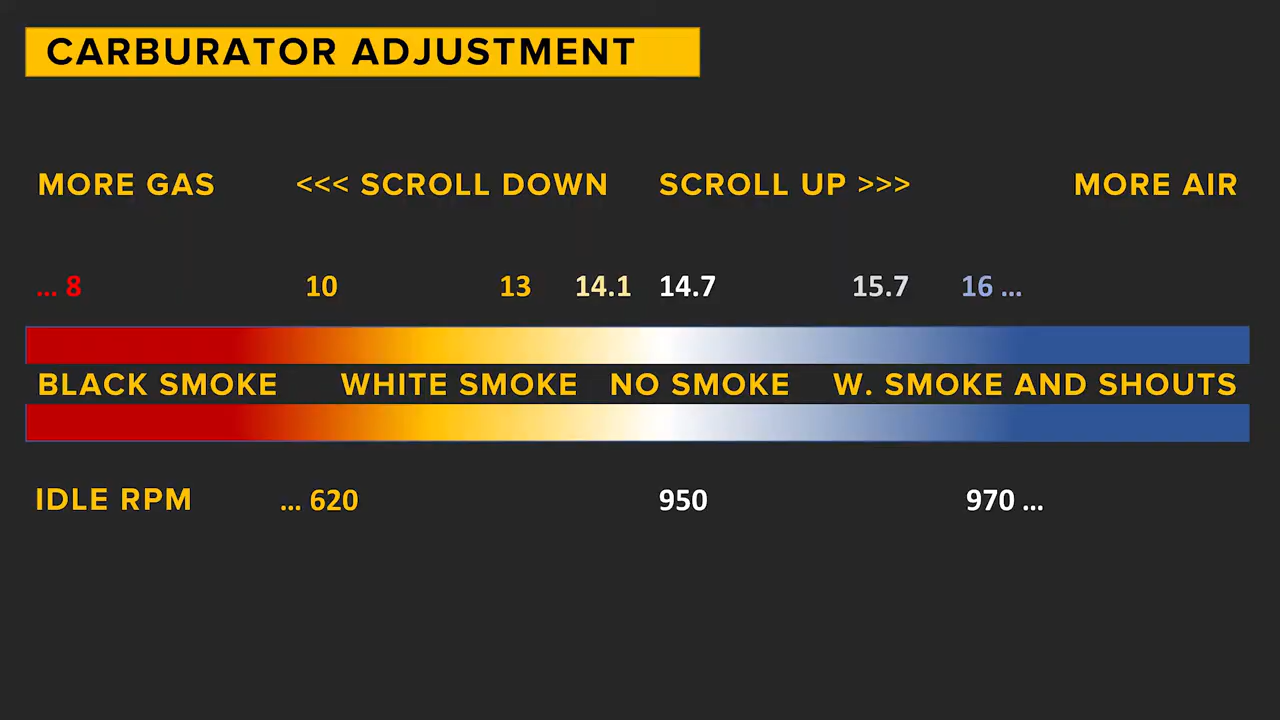 CARBURATOR ADJUSTMENT
MORE GAS <<< SCROLL DOWN SCROLL UP >>> MORE AIR
... 8 10 13 14.1 14.7 15.7 16 ...
BLACK SMOKE WHITE SMOKE NO SMOKE W. SMOKE AND SHOUTS
IDLE RPM ... 620 950 970 ...